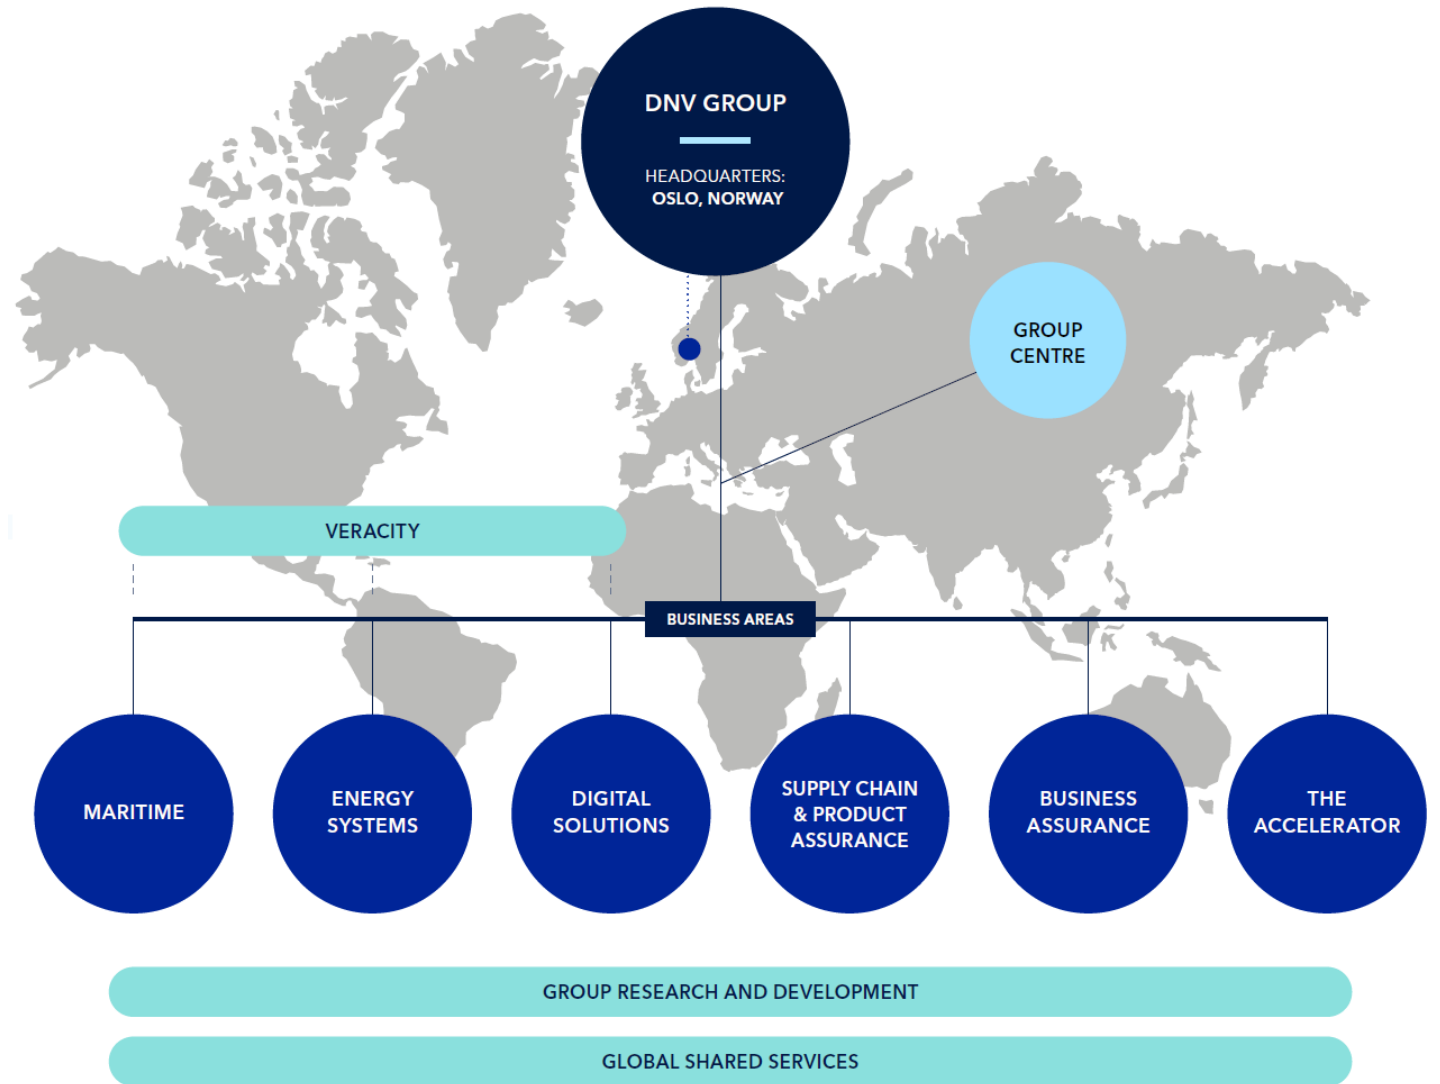 DNV GROUP
HEADQUARTERS:
OSLO, NORWAY
GROUP
CENTRE
VERACITY
BUSINESS AREAS
MARITIME
ENERGY
SYSTEMS
DIGITAL
SOLUTIONS
SUPPLY CHAIN
& PRODUCT
ASSURANCE
BUSINESS
ASSURANCE
THE
ACCELERATOR
GROUP RESEARCH AND DEVELOPMENT
GLOBAL SHARED SERVICES